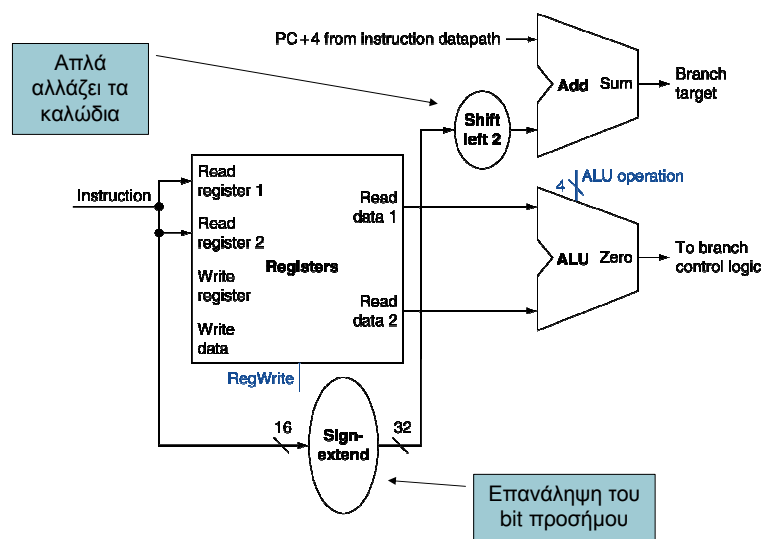 Απλά
αλλάζει τα
καλώδια
PC+4 from instruction datapath
Add Sum
Branch
target
Shift
left 2
Instruction
Read
register 1
Read
register 2
Write
register
Write
data
Registers
Read
data 1
Read
data 2
RegWrite
4
ALU operation
ALU Zero
To branch
control logic
16
Sign-
extend
32
Επανάληψη του
bit προσήμου